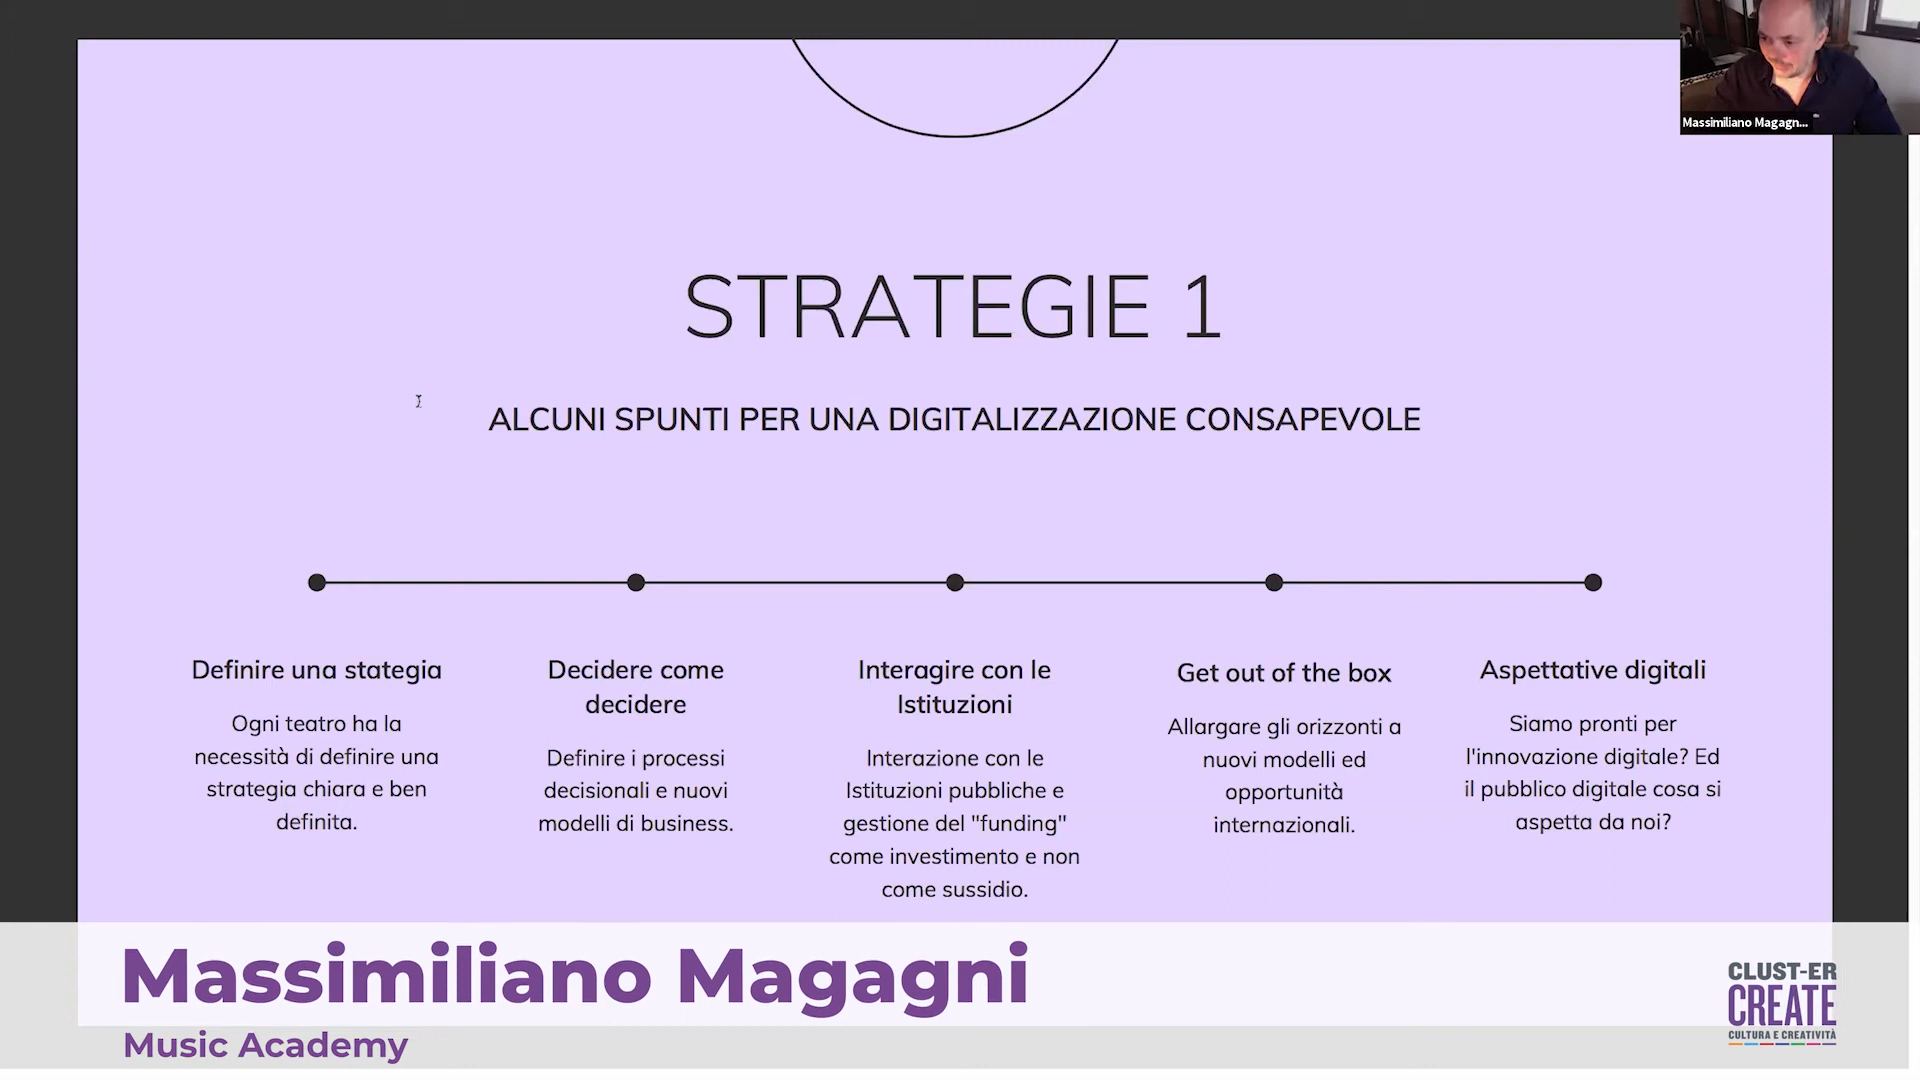 Massimiliano Magagn...
STRATEGIE 1
ALCUNI SPUNTI PER UNA DIGITALIZZAZIONE CONSAPEVOLE
Definire una stategia
Ogni teatro ha la
necessità di definire una
strategia chiara e ben
definita.
Decidere come
decidere
Definire i processi
decisionali e nuovi
modelli di business.
Interagire con le
Istituzioni
Interazione con le
Istituzioni pubbliche e
gestione del "funding"
come investimento e non
come sussidio.
Get out of the box
Allargare gli orizzonti a
nuovi modelli ed
opportunità
internazionali.
Aspettative digitali
Siamo pronti per
l'innovazione digitale? Ed
il pubblico digitale cosa si
aspetta da noi?
Massimiliano Magagni
Music Academy
CLUST-ER
CREATE
CULTURA E CREATIVITÀ